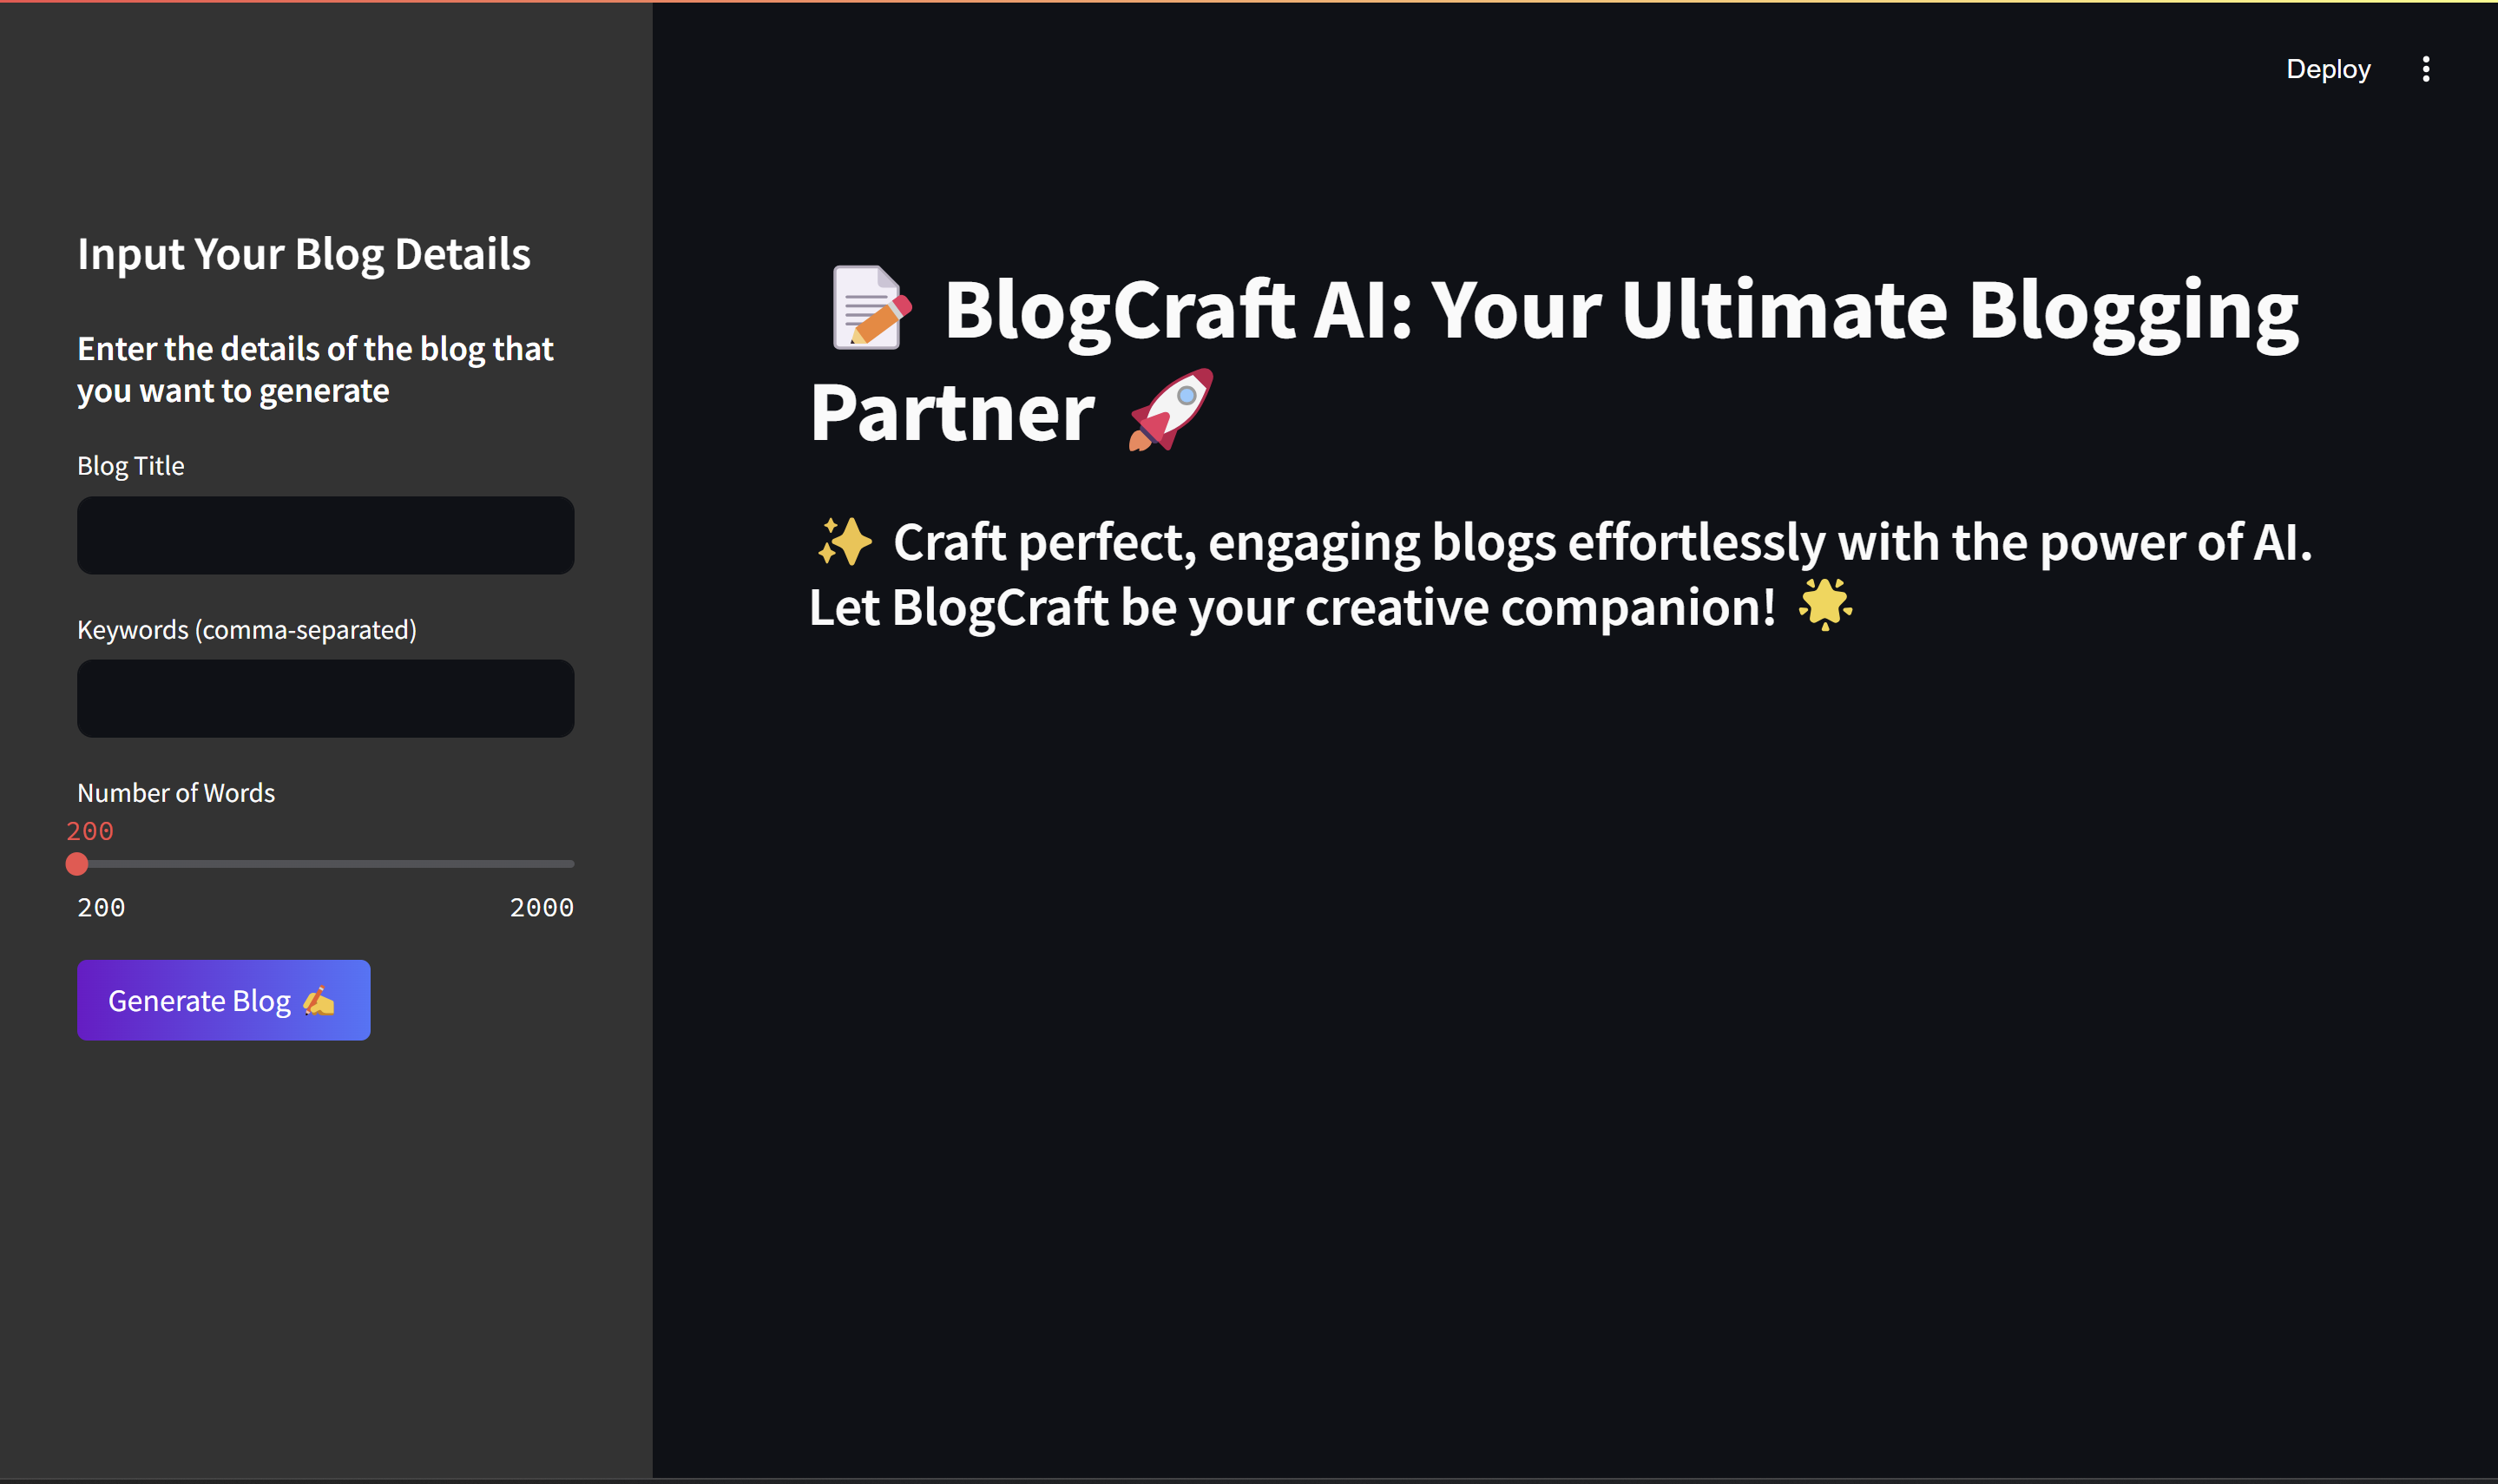 Deploy
Input Your Blog Details
Enter the details of the blog that
you want to generate
Blog Title
Keywords (comma-separated)
Number of Words
200
200 2000
Generate Blog ✍️
📝 BlogCraft AI: Your Ultimate Blogging
Partner 🚀
✨ Craft perfect, engaging blogs effortlessly with the power of AI.
Let BlogCraft be your creative companion! 🌟